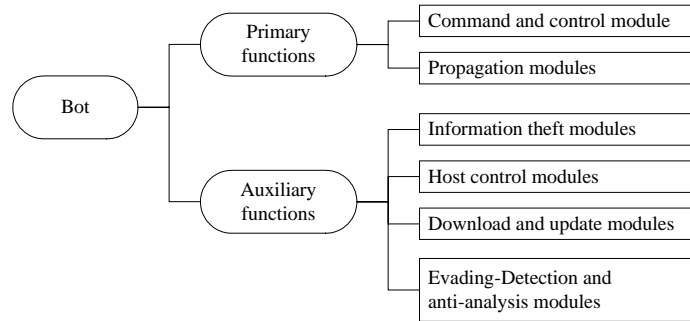 Bot
Primary
functions
Command and control module
Propagation modules
Auxiliary
functions
Information theft modules
Host control modules
Download and update modules
Evading-Detection and
anti-analysis modules